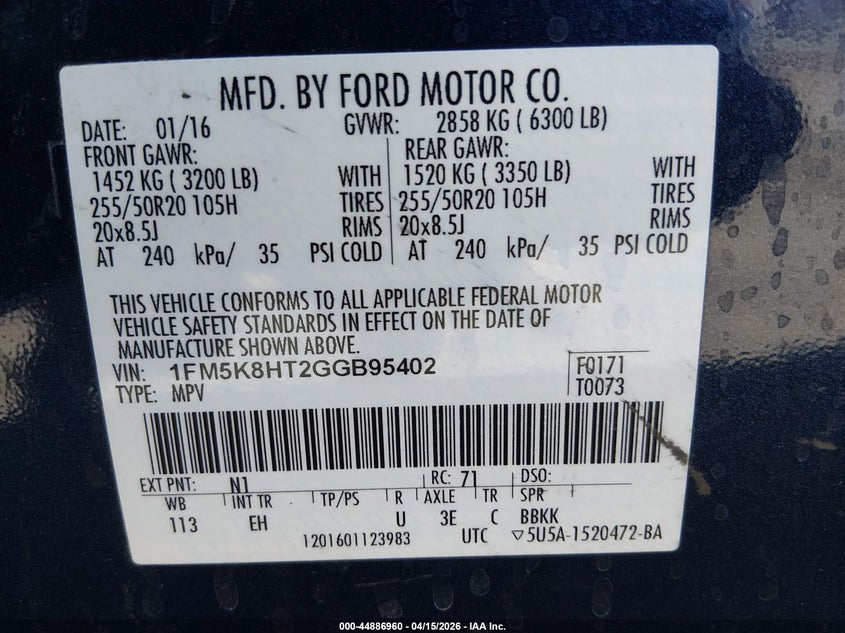 MFD. BY FORD MOTOR CO.
DATE: 01/16 GVWR: 2858 KG ( 6300 LB)
FRONT GAWR: REAR GAWR:
1452 KG ( 3200 LB) WITH 1520 KG ( 3350 LB) WITH
255/50R20 105H TIRES 255/50R20 105H TIRES
20x8.5J RIMS 20x8.5J RIMS
AT 240 kPa/ 35 PSI COLD AT 240 kPa/ 35 PSI COLD
THIS VEHICLE CONFORMS TO ALL APPLICABLE FEDERAL MOTOR
VEHICLE SAFETY STANDARDS IN EFFECT ON THE DATE OF
MANUFACTURE SHOWN ABOVE.
VIN: 1FM5K8HT2GGB95402 F0171
TYPE: MPV T0073
EXT PNT: N1 RC: 71 DSO:
WB INT TR TP/PS R AXLE TR SPR
113 EH U 3E C BBKK
1201601123983 UTC ▽5U5A-1520472-BA
000-44886960 - 04/15/2026 - IAA Inc.